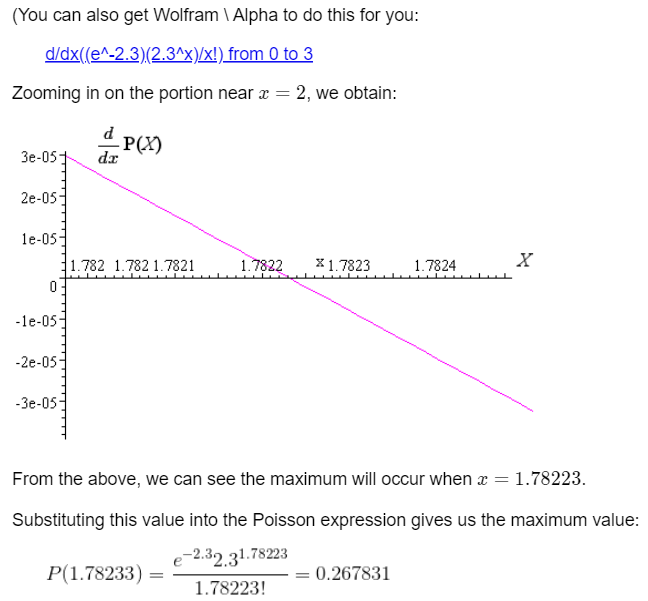 (You can also get Wolfram \ Alpha to do this for you:
d/dx((e^-2.3)(2.3^x)/x!) from 0 to 3
Zooming in on the portion near x = 2, we obtain:
d/dx P(X)
3e-05
2e-05
1e-05
1.782 1.782 1.7821 1.7822 x 1.7823 1.7824 X
0
-1e-05
-2e-05
-3e-05
From the above, we can see the maximum will occur when x = 1.78223.
Substituting this value into the Poisson expression gives us the maximum value:
P(1.78233) = e^{-2.3}2.3^{1.78223} / 1.78223! = 0.267831